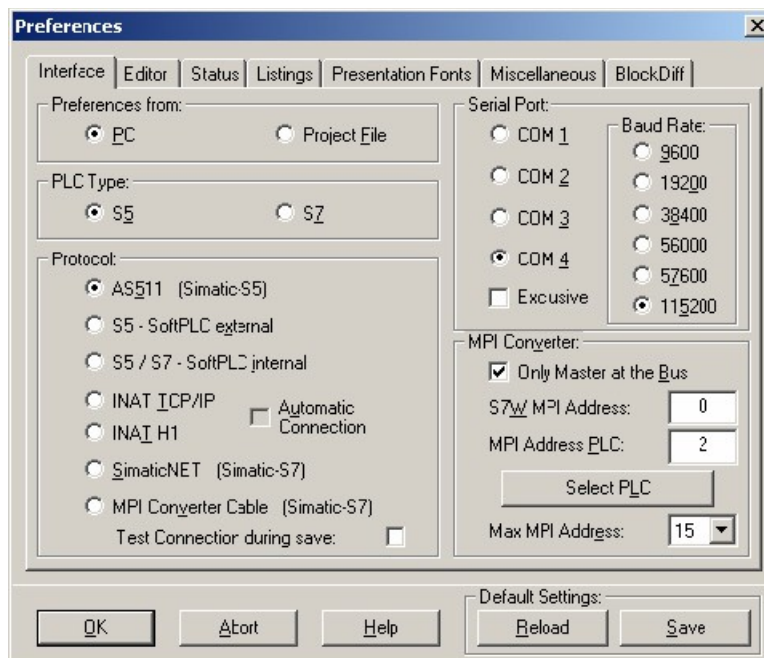 Preferences
Interface Editor Status Listings Presentation Fonts Miscellaneous BlockDiff
Preferences from:
PC Project File
PLC Type:
S5 S7
Protocol:
AS511 (Simatic-S5)
S5 - SoftPLC external
S5 / S7 - SoftPLC internal
INAT TCP/IP
INAT H1
Automatic
Connection
SimaticNET (Simatic-S7)
MPI Converter Cable (Simatic-S7)
Test Connection during save:
Serial Port:
COM 1
COM 2
COM 3
COM 4
Excusive
Baud Rate:
9600
19200
38400
56000
57600
115200
MPI Converter:
Only Master at the Bus
S7W MPI Address: 0
MPI Address PLC: 2
Select PLC
Max MPI Address: 15
OK Abort Help
Default Settings:
Reload Save